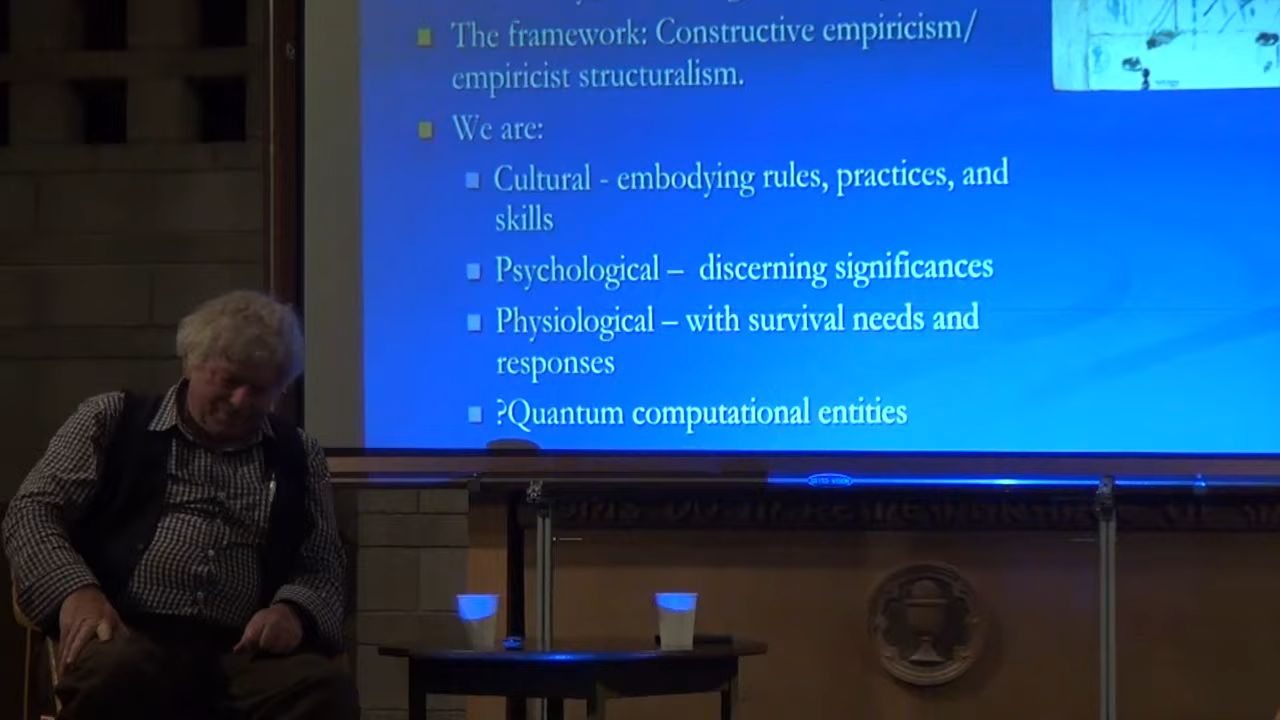 The framework: Constructive empiricism/
empiricist structuralism.
We are:
Cultural - embodying rules, practices, and
skills
Psychological – discerning significances
Physiological – with survival needs and
responses
?Quantum computational entities